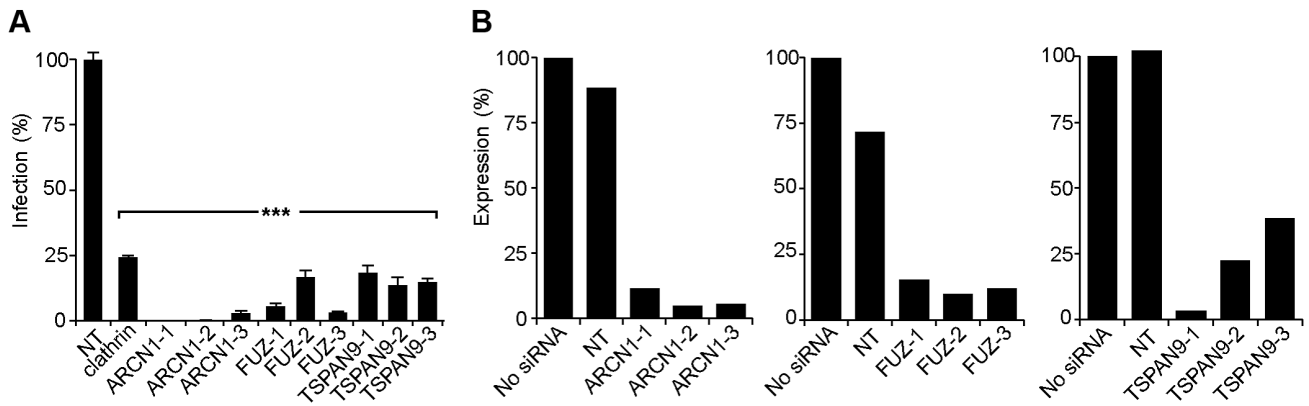 A
Infection (%)
100
75
50
25
0
***
NT
clathrin
ARCN1-1
ARCN1-2
ARCN1-3
FUZ-1
FUZ-2
FUZ-3
TSPAN9-1
TSPAN9-2
TSPAN9-3
B
Expression (%)
100
75
50
25
0
No siRNA
NT
ARCN1-1
ARCN1-2
ARCN1-3
100
75
50
25
0
No siRNA
NT
FUZ-1
FUZ-2
FUZ-3
100
75
50
25
0
No siRNA
NT
TSPAN9-1
TSPAN9-2
TSPAN9-3